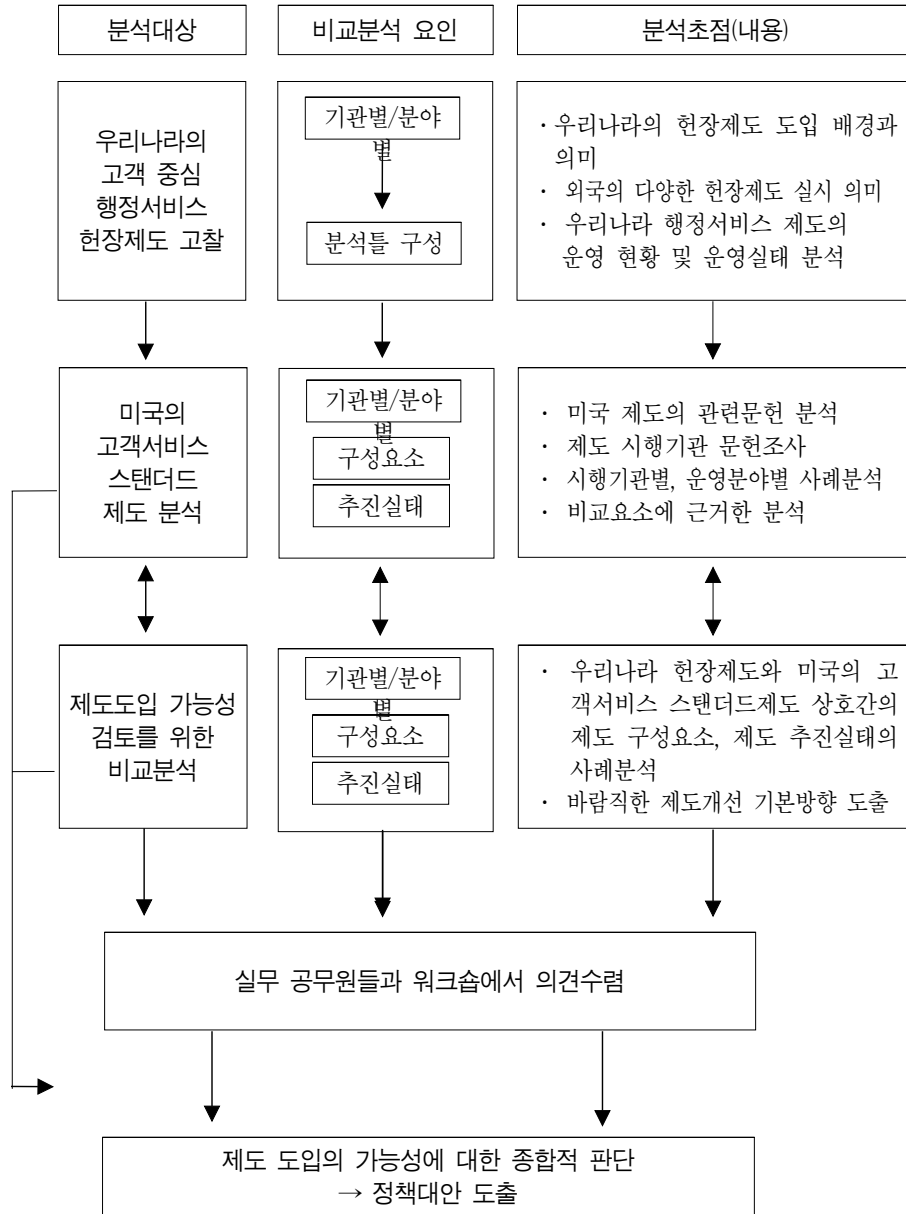 분석대상
비교분석 요인
분석초점(내용)
우리나라의
고객 중심
행정서비스
헌장제도 고찰
기관별/분야
별
분석틀 구성
· 우리나라의 헌장제도 도입 배경과
의미
· 외국의 다양한 헌장제도 실시 의미
· 우리나라 행정서비스 제도의
운영 현황 및 운영실태 분석
미국의
고객서비스
스탠더드
제도 분석
기관별/분야
별
구성요소
추진실태
· 미국 제도의 관련문헌 분석
· 제도 시행기관 문헌조사
· 시행기관별, 운영분야별 사례분석
· 비교요소에 근거한 분석
제도도입 가능성
검토를 위한
비교분석
기관별/분야
별
구성요소
추진실태
· 우리나라 헌장제도와 미국의 고
객서비스 스탠더드제도 상호간의
제도 구성요소, 제도 추진실태의
사례분석
· 바람직한 제도개선 기본방향 도출
실무 공무원들과 워크숍에서 의견수렴
제도 도입의 가능성에 대한 종합적 판단
→ 정책대안 도출